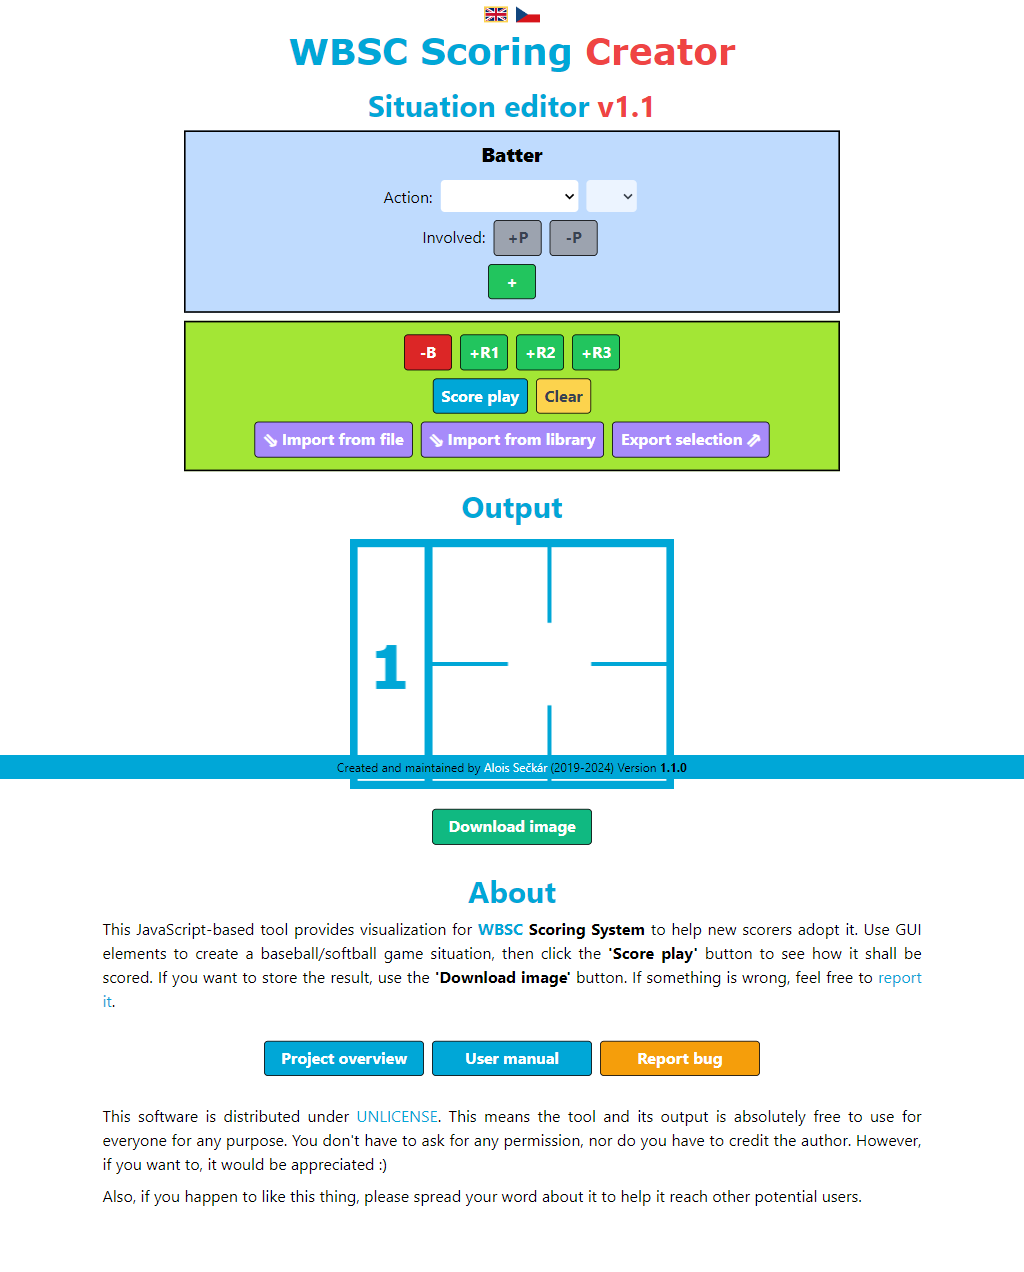 WBSC Scoring Creator
Situation editor v1.1
Batter
Action:
Involved: +P -P
+
-B +R1 +R2 +R3
Score play Clear
⇘ Import from file ⇘ Import from library Export selection ⇗
Output
1
Created and maintained by Alois Sečkár (2019-2024) Version 1.1.0
Download image
About
This JavaScript-based tool provides visualization for WBSC Scoring System to help new scorers adopt it. Use GUI
elements to create a baseball/softball game situation, then click the 'Score play' button to see how it shall be
scored. If you want to store the result, use the 'Download image' button. If something is wrong, feel free to report
it.
Project overview User manual Report bug
This software is distributed under UNLICENSE. This means the tool and its output is absolutely free to use for
everyone for any purpose. You don't have to ask for any permission, nor do you have to credit the author. However,
if you want to, it would be appreciated :)
Also, if you happen to like this thing, please spread your word about it to help it reach other potential users.